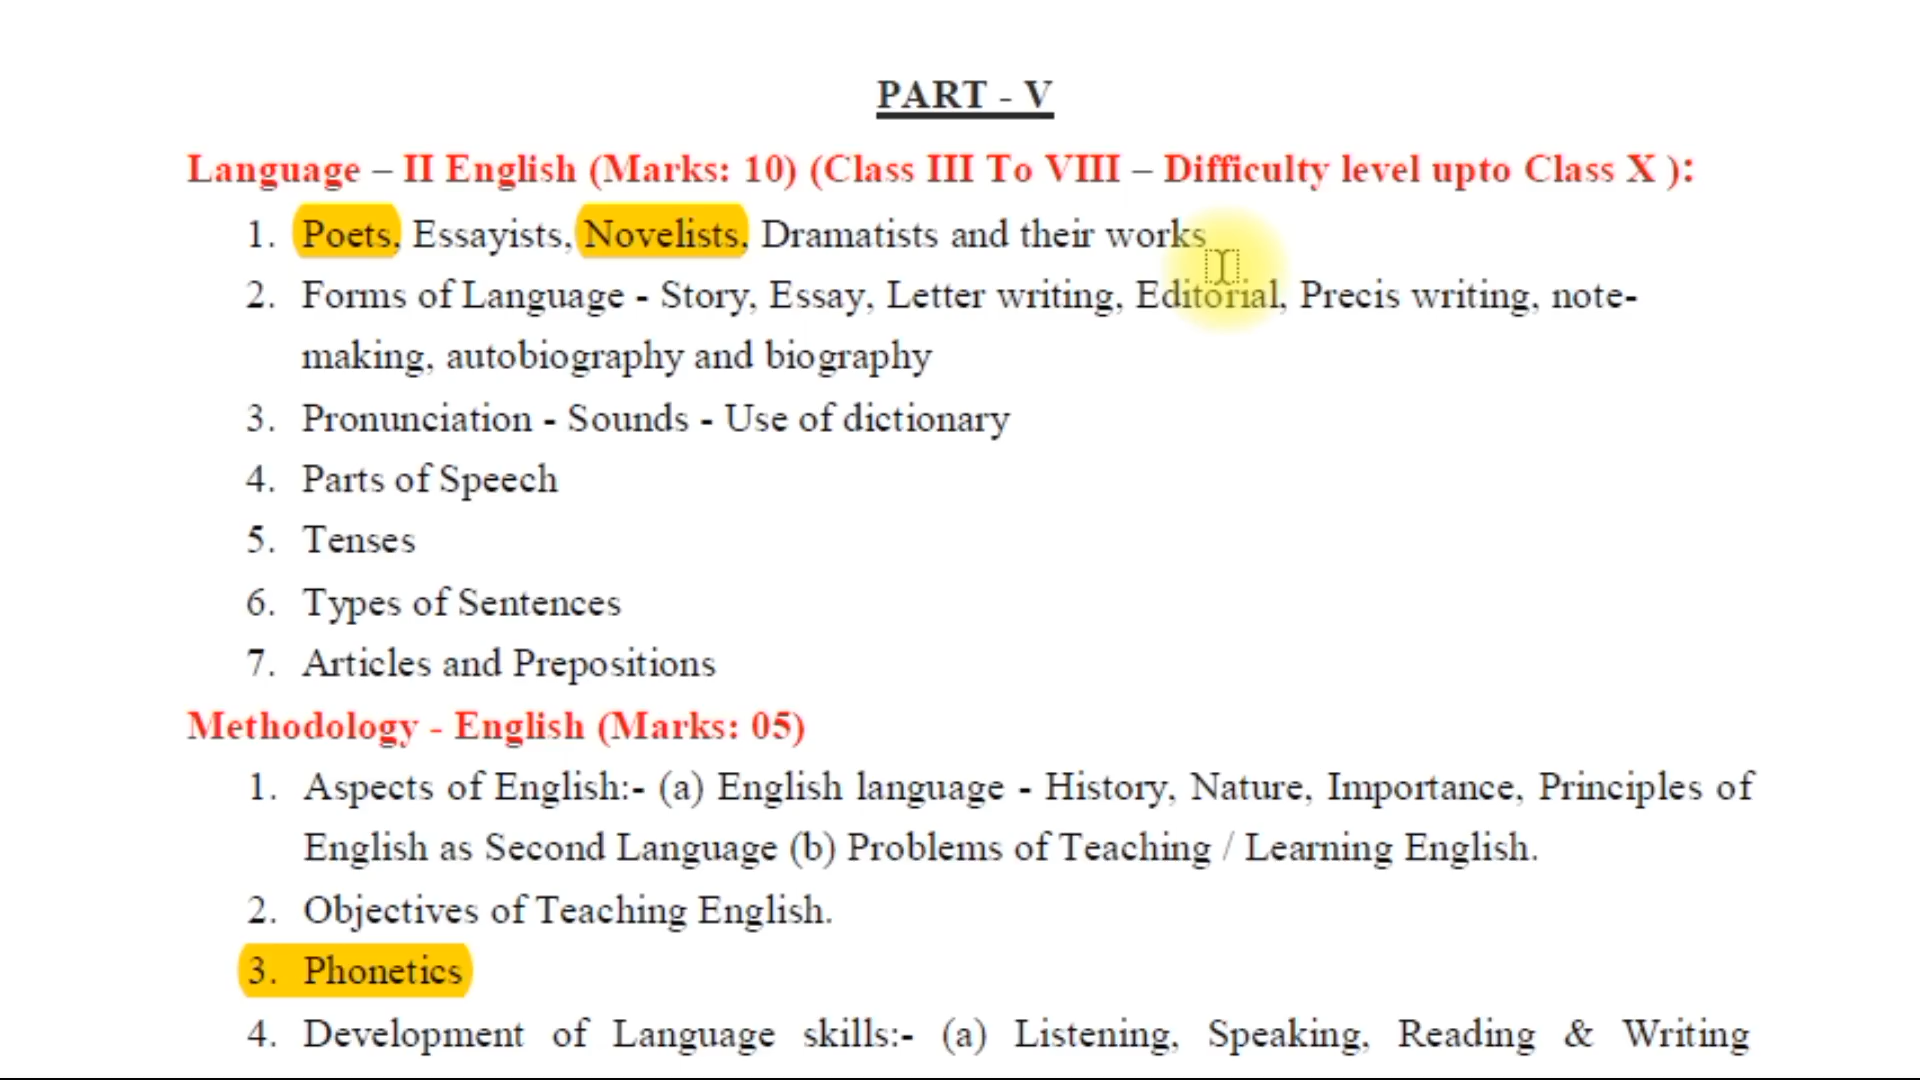 PART - V
Language – II English (Marks: 10) (Class III To VIII – Difficulty level upto Class X ):
1. Poets, Essayists, Novelists, Dramatists and their works
2. Forms of Language - Story, Essay, Letter writing, Editorial, Precis writing, note-
making, autobiography and biography
3. Pronunciation - Sounds - Use of dictionary
4. Parts of Speech
5. Tenses
6. Types of Sentences
7. Articles and Prepositions
Methodology - English (Marks: 05)
1. Aspects of English:- (a) English language - History, Nature, Importance, Principles of
English as Second Language (b) Problems of Teaching / Learning English.
2. Objectives of Teaching English.
3. Phonetics
4. Development of Language skills:- (a) Listening, Speaking, Reading & Writing